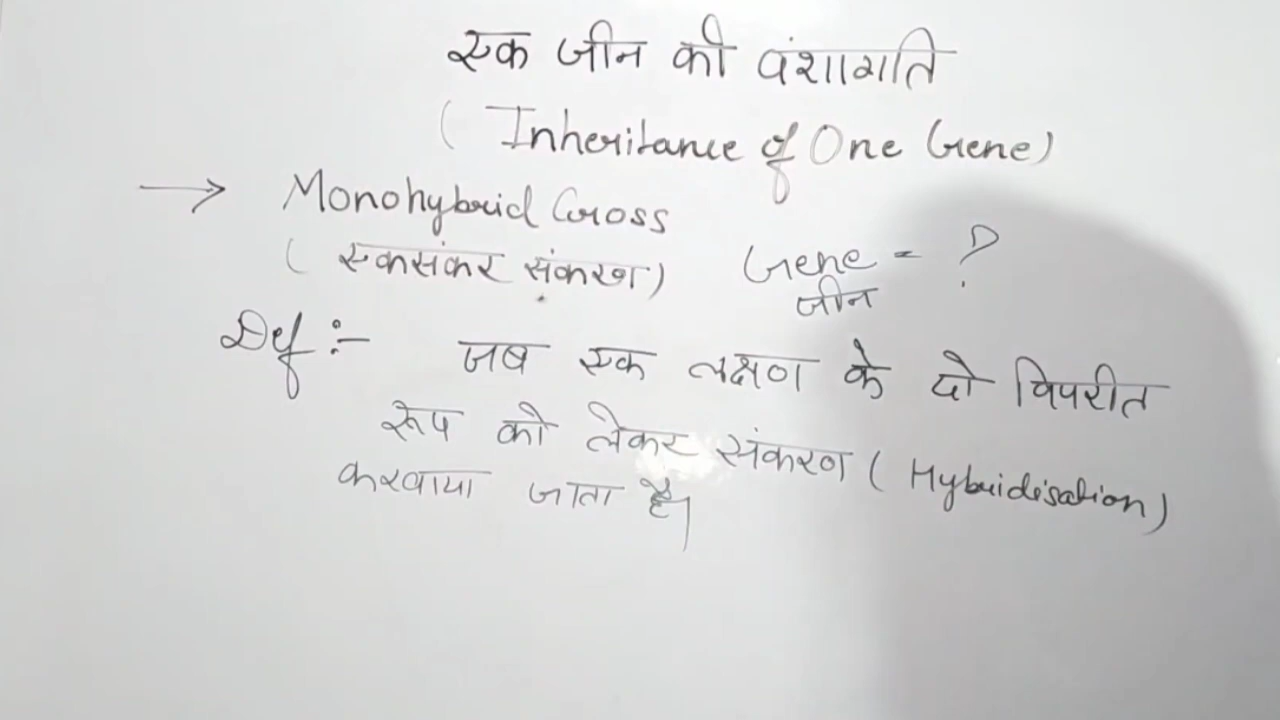 एक जीन की वंशागति
( Inheritance of One Gene)
→ Monohybrid Cross
( एकसंकर संकरण)
Gene = ?
जीन
Def :- जब एक लक्षण के दो विपरीत
रूप को लेकर संकरण ( Hybridisation)
करवाया जाता है।